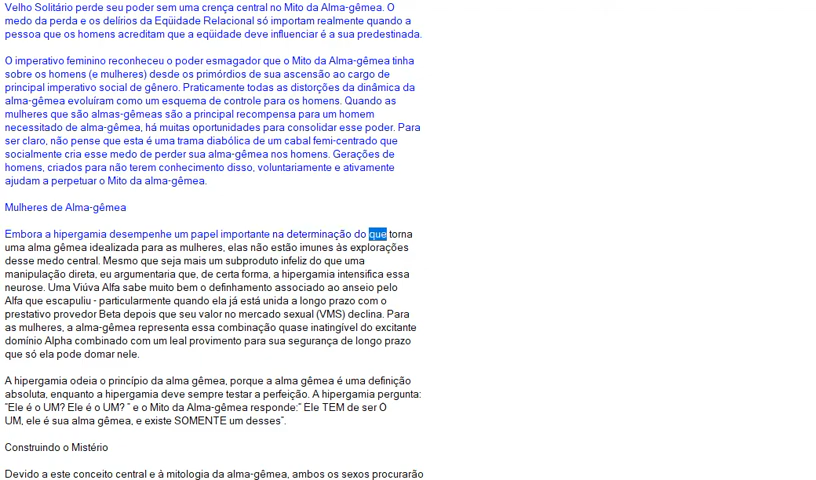 Velho Solitário perde seu poder sem uma crença central no Mito da Alma-gêmea. O
medo da perda e os delírios da Eqüidade Relacional só importam realmente quando a
pessoa que os homens acreditam que a eqüidade deve influenciar é a sua predestinada.
O imperativo feminino reconheceu o poder esmagador que o Mito da Alma-gêmea tinha
sobre os homens (e mulheres) desde os primórdios de sua ascensão ao cargo de
principal imperativo social de gênero. Praticamente todas as distorções da dinâmica da
alma-gêmea evoluíram como um esquema de controle para os homens. Quando as
mulheres que são almas-gêmeas são a principal recompensa para um homem
necessitado de alma-gêmea, há muitas oportunidades para consolidar esse poder. Para
ser claro, não pense que esta é uma trama diabólica de um cabal femi-centrado que
socialmente cria esse medo de perder sua alma-gêmea nos homens. Gerações de
homens, criados para não terem conhecimento disso, voluntariamente e ativamente
ajudam a perpetuar o Mito da alma-gêmea.
Mulheres de Alma-gêmea
Embora a hipergamia desempenhe um papel importante na determinação do que torna
uma alma gêmea idealizada para as mulheres, elas não estão imunes às explorações
desse medo central. Mesmo que seja mais um subproduto infeliz do que uma
manipulação direta, eu argumentaria que, de certa forma, a hipergamia intensifica essa
neurose. Uma Viúva Alfa sabe muito bem o definhamento associado ao anseio pelo
Alfa que escapuliu - particularmente quando ela já está unida a longo prazo com o
prestativo provedor Beta depois que seu valor no mercado sexual (VMS) declina. Para
as mulheres, a alma-gêmea representa essa combinação quase inatingível do excitante
domínio Alpha combinado com um leal provimento para sua segurança de longo prazo
que só ela pode domar nele.
A hipergamia odeia o princípio da alma gêmea, porque a alma gêmea é uma definição
absoluta, enquanto a hipergamia deve sempre testar a perfeição. A hipergamia pergunta:
“Ele é o UM? Ele é o UM? ” e o Mito da Alma-gêmea responde:“ Ele TEM de ser O
UM, ele é sua alma gêmea, e existe SOMENTE um desses”.
Construindo o Mistério
Devido a este conceito central e à mitologia da alma-gêmea, ambos os sexos procurarão